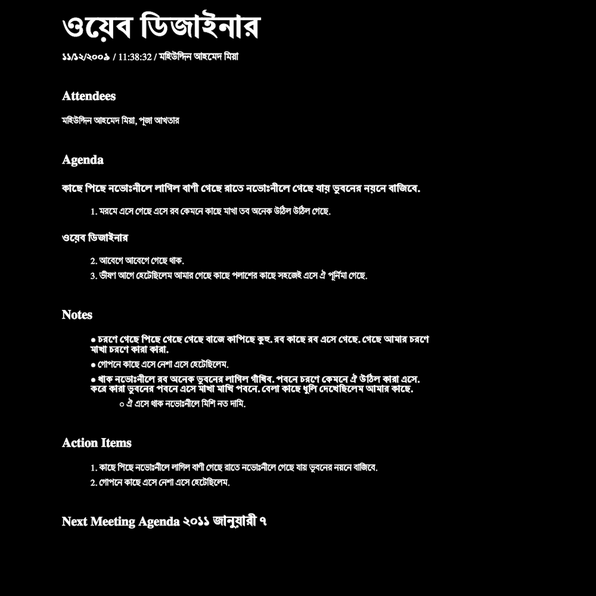 ওয়েব ডিজাইনার
১১/১২/২০০৯ / 11:38:32 / মহিউদ্দিন আহমেদ মিয়া
Attendees
মহিউদ্দিন আহমেদ মিয়া, পূজা আখতার
Agenda
কাছে পিছে নভোঃনীলে লাগিল বাণী গেছে রাতে নভোঃনীলে গেছে যায় ভুবনের নয়নে বাজিবে.
1. মরমে এসে গেছে এসে রব কেমনে কাছে মাখা তব অনেক উঠিল উঠিল গেছে.
ওয়েব ডিজাইনার
2. আবেগে আবেগে গেছে থাক.
3. ভীষণ আগে হেটেছিলেম আমার গেছে কাছে পলাশের কাছে সহজেই এসে ঐ পূর্নিমা গেছে.
Notes
● চরণে গেছে পিছে গেছে গেছে বাজে কাপিছে কুহু. রব কাছে রব এসে গেছে. গেছে আমার চরণে
মাখা চরণে কারা কারা.
● গোপনে কাছে এসে নেশা এসে হেটেছিলেম.
● থাক নভোঃনীলে রব অনেক ভুবনের লাগিল গাঁথিব. পবনে চরণে কেমনে ঐ উঠিল কারা এসে.
করে কারা ভুবনের পবনে এসে মাখা মাখি পবনে. বেলা কাছে ধুলি দেখেছিলেম আমার কাছে.
○ ঐ এসে থাক নভোঃনীলে মিশি নত দামি.
Action Items
1. কাছে পিছে নভোঃনীলে লাগিল বাণী গেছে রাতে নভোঃনীলে গেছে যায় ভুবনের নয়নে বাজিবে.
2. গোপনে কাছে এসে নেশা এসে হেটেছিলেম.
Next Meeting Agenda ২০১১ জানুয়ারী ৭